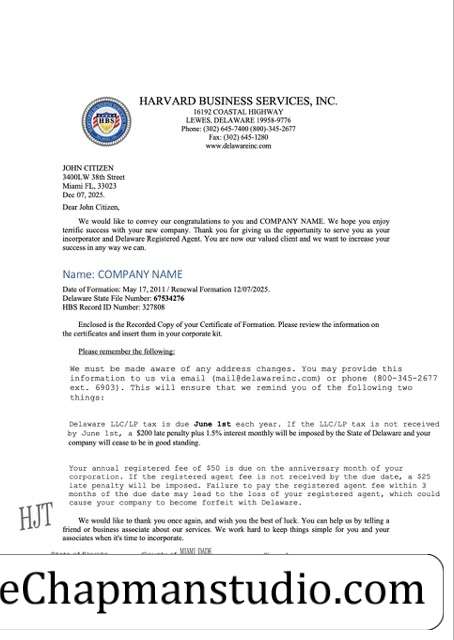 HARVARD BUSINESS SERVICES, INC.
16192 COASTAL HIGHWAY
LEWES, DELAWARE 19958-9776
Phone: (302) 645-7400 (800)-345-2677
Fax: (302) 645-1280
www.delawareinc.com
HBS
JOHN CITIZEN
3400LW 38th Street
Miami FL, 33023
Dec 07, 2025.
Dear John Citizen,
We would like to convey our congratulations to you and COMPANY NAME. We hope you enjoy
terrific success with your new company. Thank you for giving us the opportunity to serve you as your
incorporator and Delaware Registered Agent. You are now our valued client and we want to increase your
success in any way we can.
Name: COMPANY NAME
Date of Formation: May 17, 2011 / Renewal Formation 12/07/2025.
Delaware State File Number: 67534276
HBS Record ID Number: 327808
Enclosed is the Recorded Copy of your Certificate of Formation. Please review the information on
the certificates and insert them in your corporate kit.
Please remember the following:
We must be made aware of any address changes. You may provide this
information to us via email (mail@delawareinc.com) or phone (800-345-2677
ext. 6903). This will ensure that we remind you of the following two
things:
Delaware LLC/LP tax is due June 1st each year. If the LLC/LP tax is not received
by June 1st, a $200 late penalty plus 1.5% interest monthly will be imposed by the State of Delaware and your
company will cease to be in good standing.
Your annual registered fee of $50 is due on the anniversary month of your
corporation. If the registered agent fee is not received by the due date, a $25
late penalty will be imposed. Failure to pay the registered agent fee within 3
months of the due date may lead to the loss of your registered agent, which could
cause your company to become forfeit with Delaware.
HJT
We would like to thank you once again, and wish you the best of luck. You can help us by telling a
friend or business associate about our services. We work hard to keep things simple for you and your
associates when it's time to incorporate.
MIAMI DADE
eChapmanstudio.com